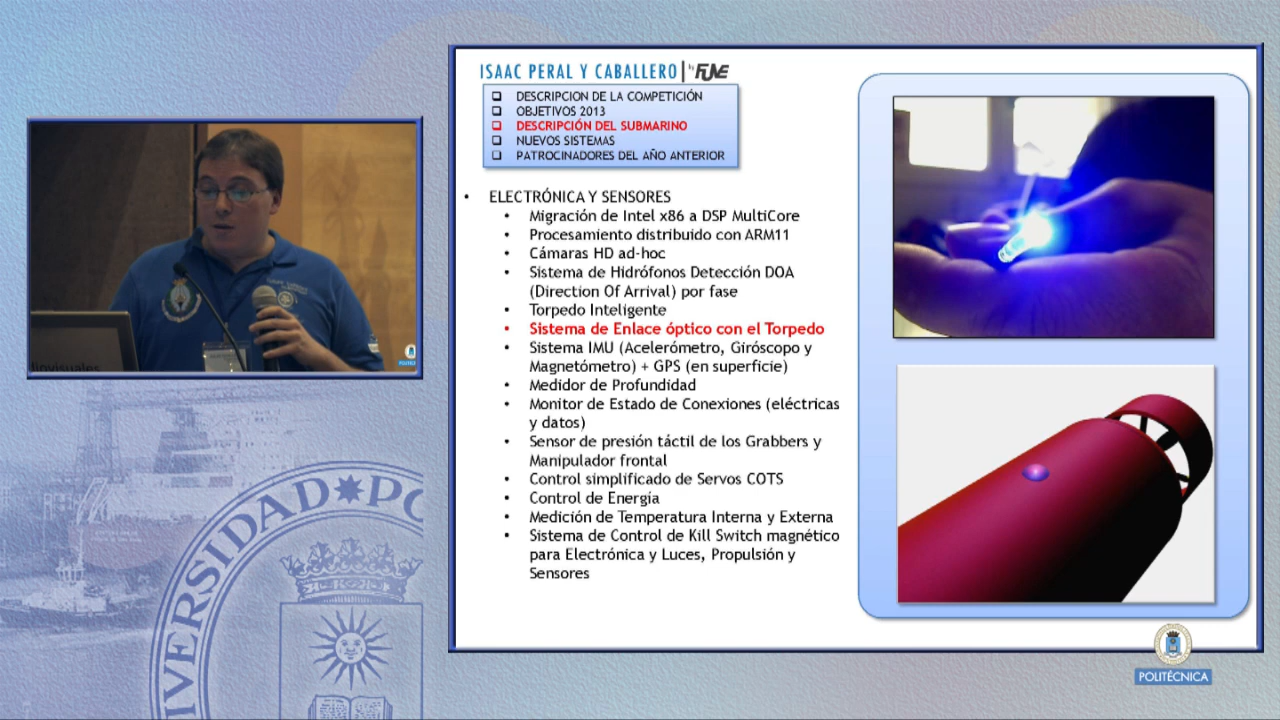 ISAAC PERAL Y CABALLERO | by FUNE
DESCRIPCION DE LA COMPETICIÓN
OBJETIVOS 2013
DESCRIPCIÓN DEL SUBMARINO
NUEVOS SISTEMAS
PATROCINADORES DEL AÑO ANTERIOR
• ELECTRÓNICA Y SENSORES
• Migración de Intel x86 a DSP MultiCore
• Procesamiento distribuido con ARM11
• Cámaras HD ad-hoc
• Sistema de Hidrófonos Detección DOA
(Direction Of Arrival) por fase
• Torpedo Inteligente
• Sistema de Enlace óptico con el Torpedo
• Sistema IMU (Acelerómetro, Giróscopo y
Magnetómetro) + GPS (en superficie)
• Medidor de Profundidad
• Monitor de Estado de Conexiones (eléctricas
y datos)
• Sensor de presión táctil de los Grabbers y
Manipulador frontal
• Control simplificado de Servos COTS
• Control de Energía
• Medición de Temperatura Interna y Externa
• Sistema de Control de Kill Switch magnético
para Electrónica y Luces, Propulsión y
Sensores
VERSIDAD PO
POLITÉCNICA